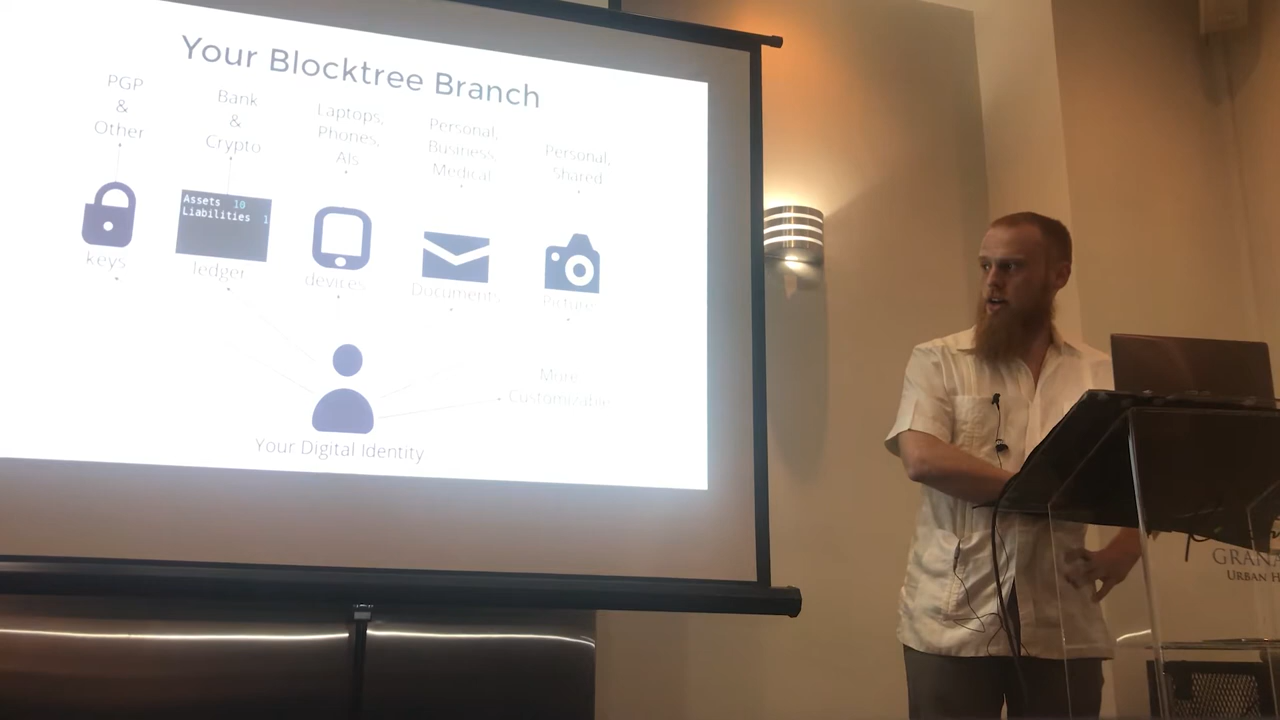 Your Blocktree Branch
PGP
&
Other
Bank
&
Crypto
Laptops,
Phones,
AIs
Personal,
Business,
Medical
Personal,
Shared
Assets 10
Liabilities 1
keys
ledger
devices
Documents
Pictures
More
Customizable
Your Digital Identity
GRANA
URBAN H